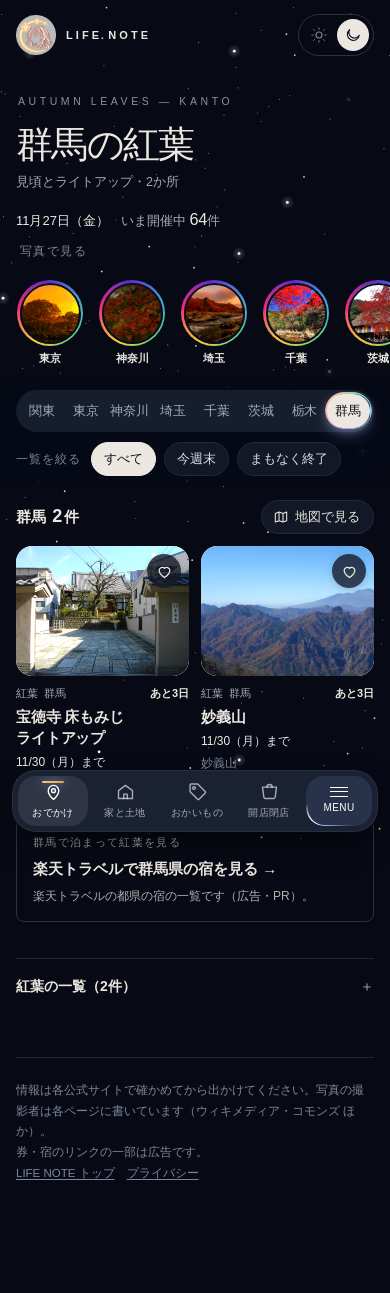 LIFE.NOTE
AUTUMN LEAVES — KANTO
群馬の紅葉
見頃とライトアップ・2か所
11月27日（金） いま開催中 64件
写真で見る
東京 神奈川 埼玉 千葉 茨城
関東 東京 神奈川 埼玉 千葉 茨城 栃木 群馬
一覧を絞る すべて 今週末 まもなく終了
群馬 2件 地図で見る
紅葉 群馬 あと3日
宝徳寺 床もみじ
ライトアップ
11/30（月）まで
紅葉 群馬 あと3日
妙義山
11/30（月）まで
妙義山
おでかけ 家と土地 おかいもの 開店閉店 MENU
群馬で泊まって紅葉を見る
楽天トラベルで群馬県の宿を見る →
楽天トラベルの都県の宿の一覧です（広告・PR）。
紅葉の一覧（2件） +
情報は各公式サイトで確かめてから出かけてください。写真の撮
影者は各ページに書いています（ウィキメディア・コモンズ ほ
か）。
券・宿のリンクの一部は広告です。
LIFE NOTE トップ プライバシー